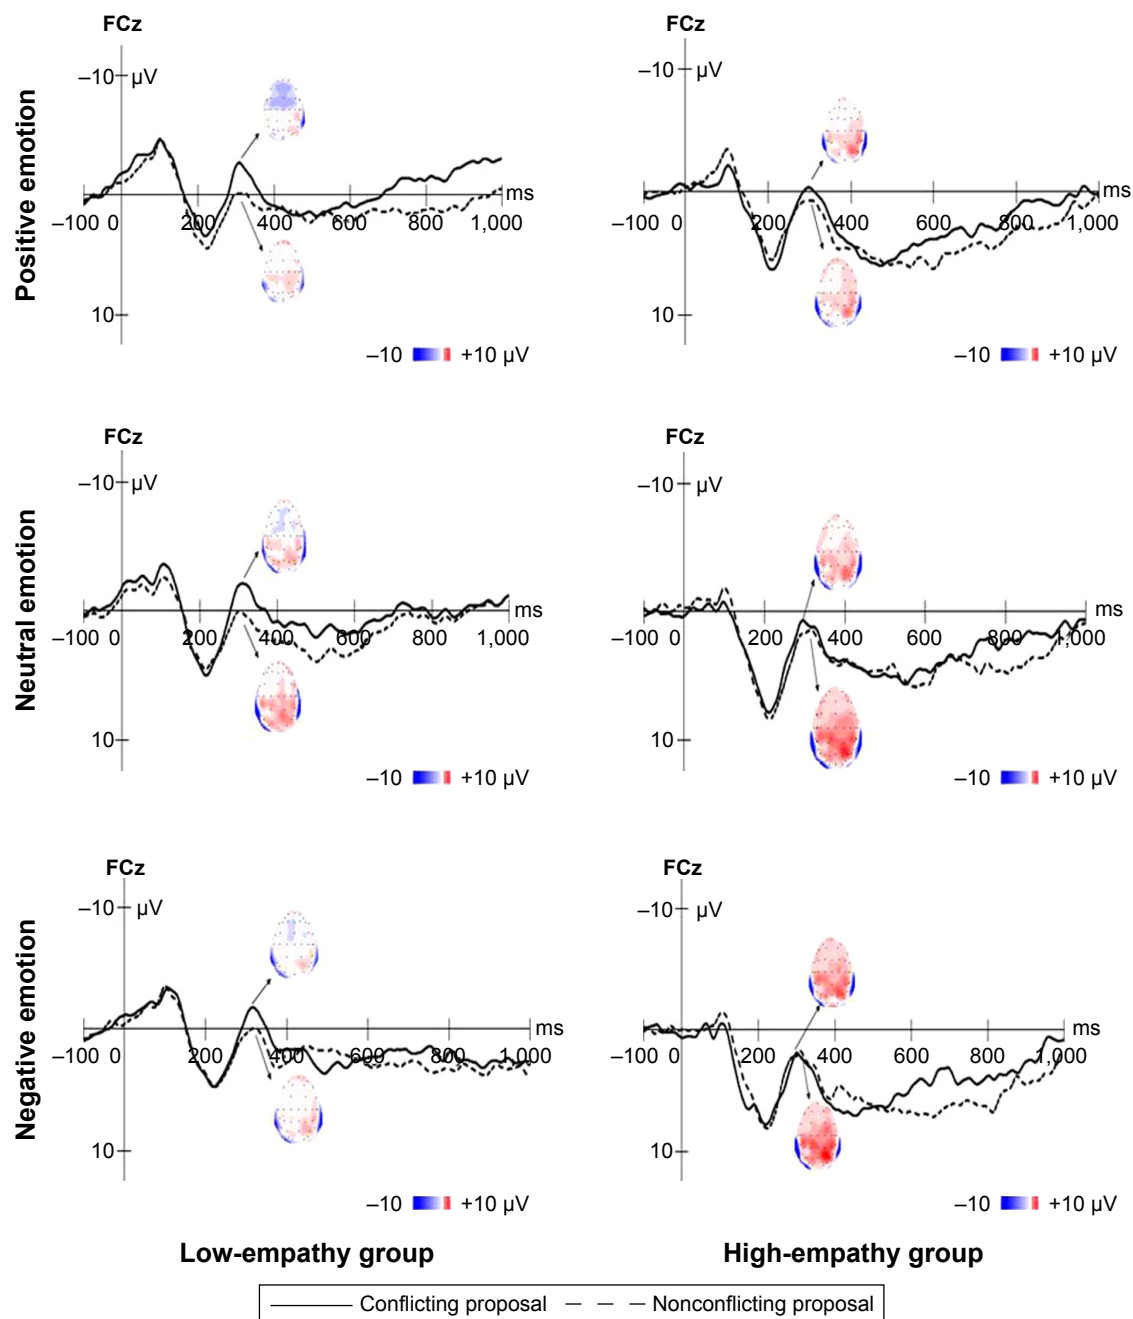 FCz
–10 µV
ms
–100 0 200 400 600 800 1,000
10
–10 +10 µV
FCz
–10 µV
ms
–100 0 200 400 600 800 1,000
10
–10 +10 µV
Positive emotion
FCz
–10 µV
ms
–100 0 200 400 600 800 1,000
10
–10 +10 µV
FCz
–10 µV
ms
–100 0 200 400 600 800 1,000
10
–10 +10 µV
Neutral emotion
FCz
–10 µV
ms
–100 0 200 400 600 800 1,000
10
–10 +10 µV
FCz
–10 µV
ms
–100 0 200 400 600 800 1,000
10
–10 +10 µV
Negative emotion
Low-empathy group
High-empathy group
Conflicting proposal
Nonconflicting proposal